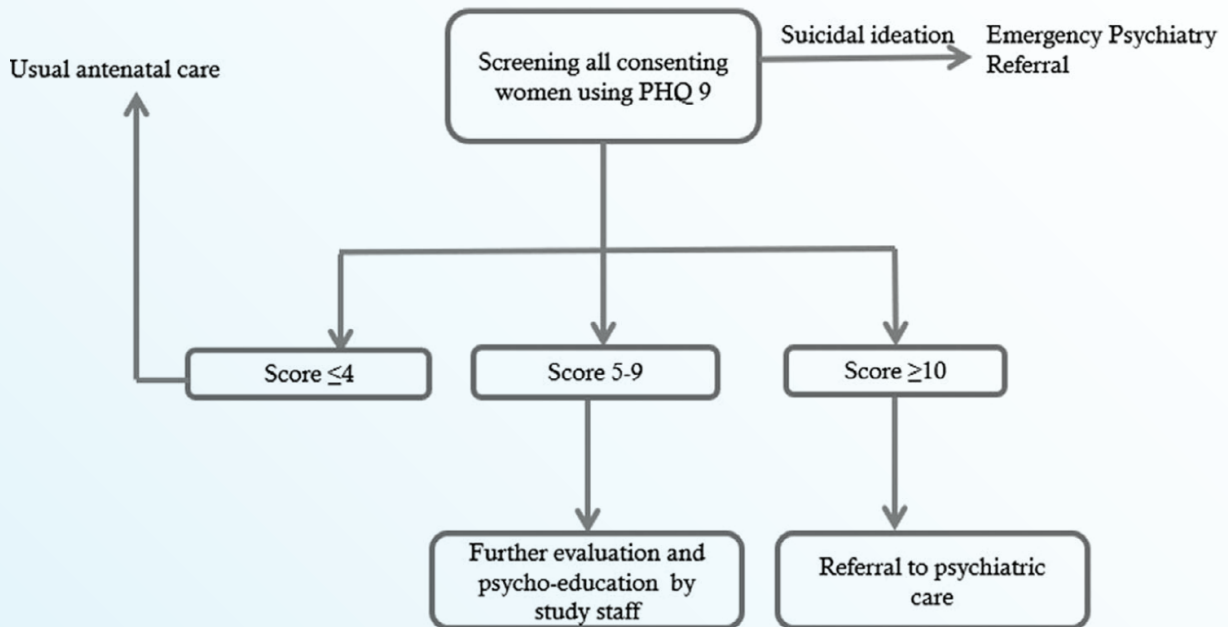 Usual antenatal care
Screening all consenting
women using PHQ 9
Suicidal ideation
Emergency Psychiatry
Referral
Score ≤4
Score 5-9
Score ≥10
Further evaluation and
psycho-education by
study staff
Referral to psychiatric
care